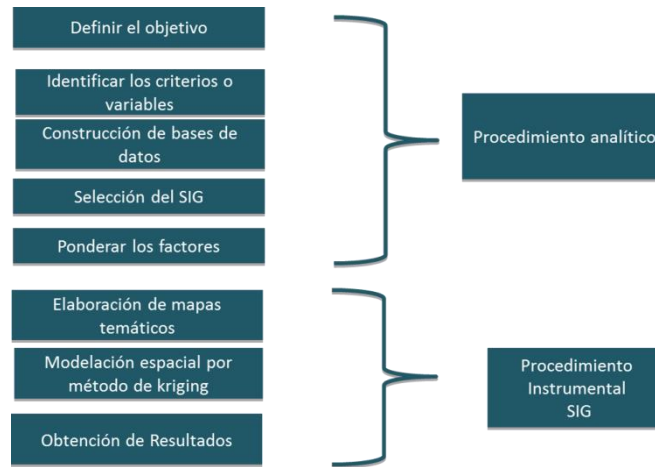 Definir el objetivo
Identificar los criterios o
variables
Construcción de bases de
datos
Selección del SIG
Ponderar los factores
Procedimiento analítico
Elaboración de mapas
temáticos
Modelación espacial por
método de kriging
Obtención de Resultados
Procedimiento
Instrumental
SIG